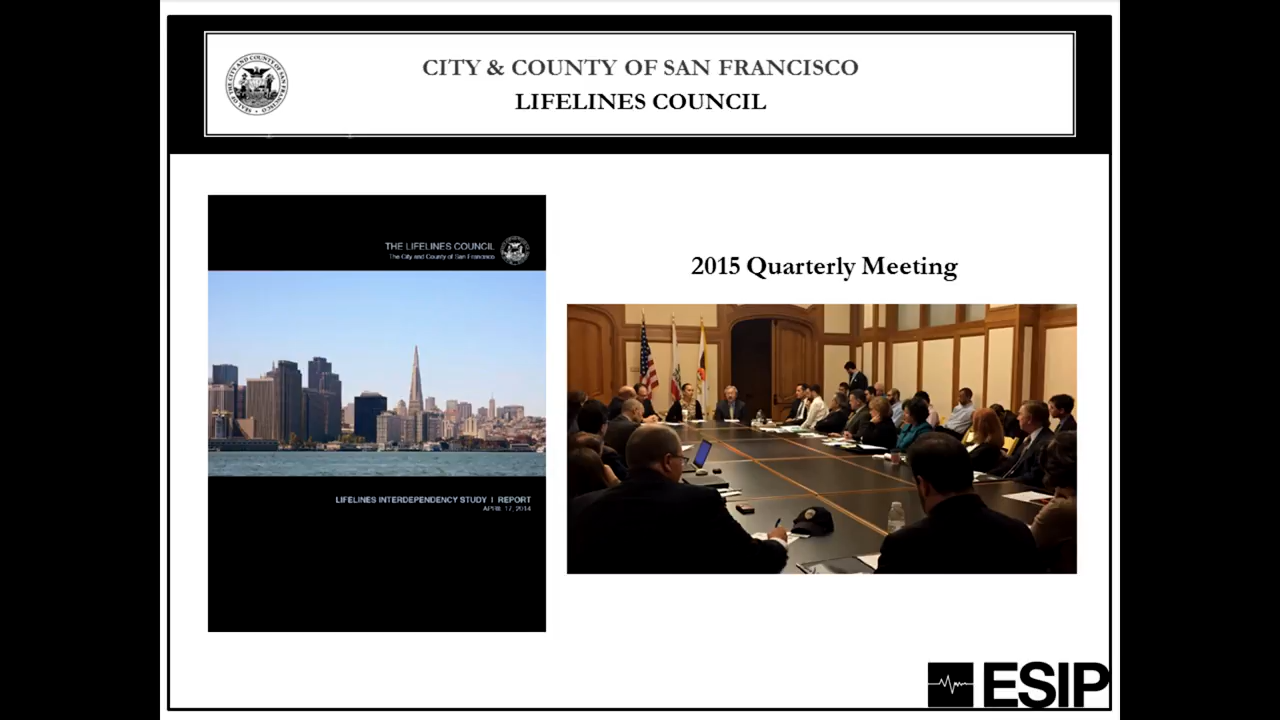 CITY & COUNTY OF SAN FRANCISCO
LIFELINES COUNCIL
THE LIFELINES COUNCIL
The City and County of San Francisco
LIFELINES INTERDEPENDENCY STUDY | REPORT
APRIL 17, 2014
2015 Quarterly Meeting
ESIP